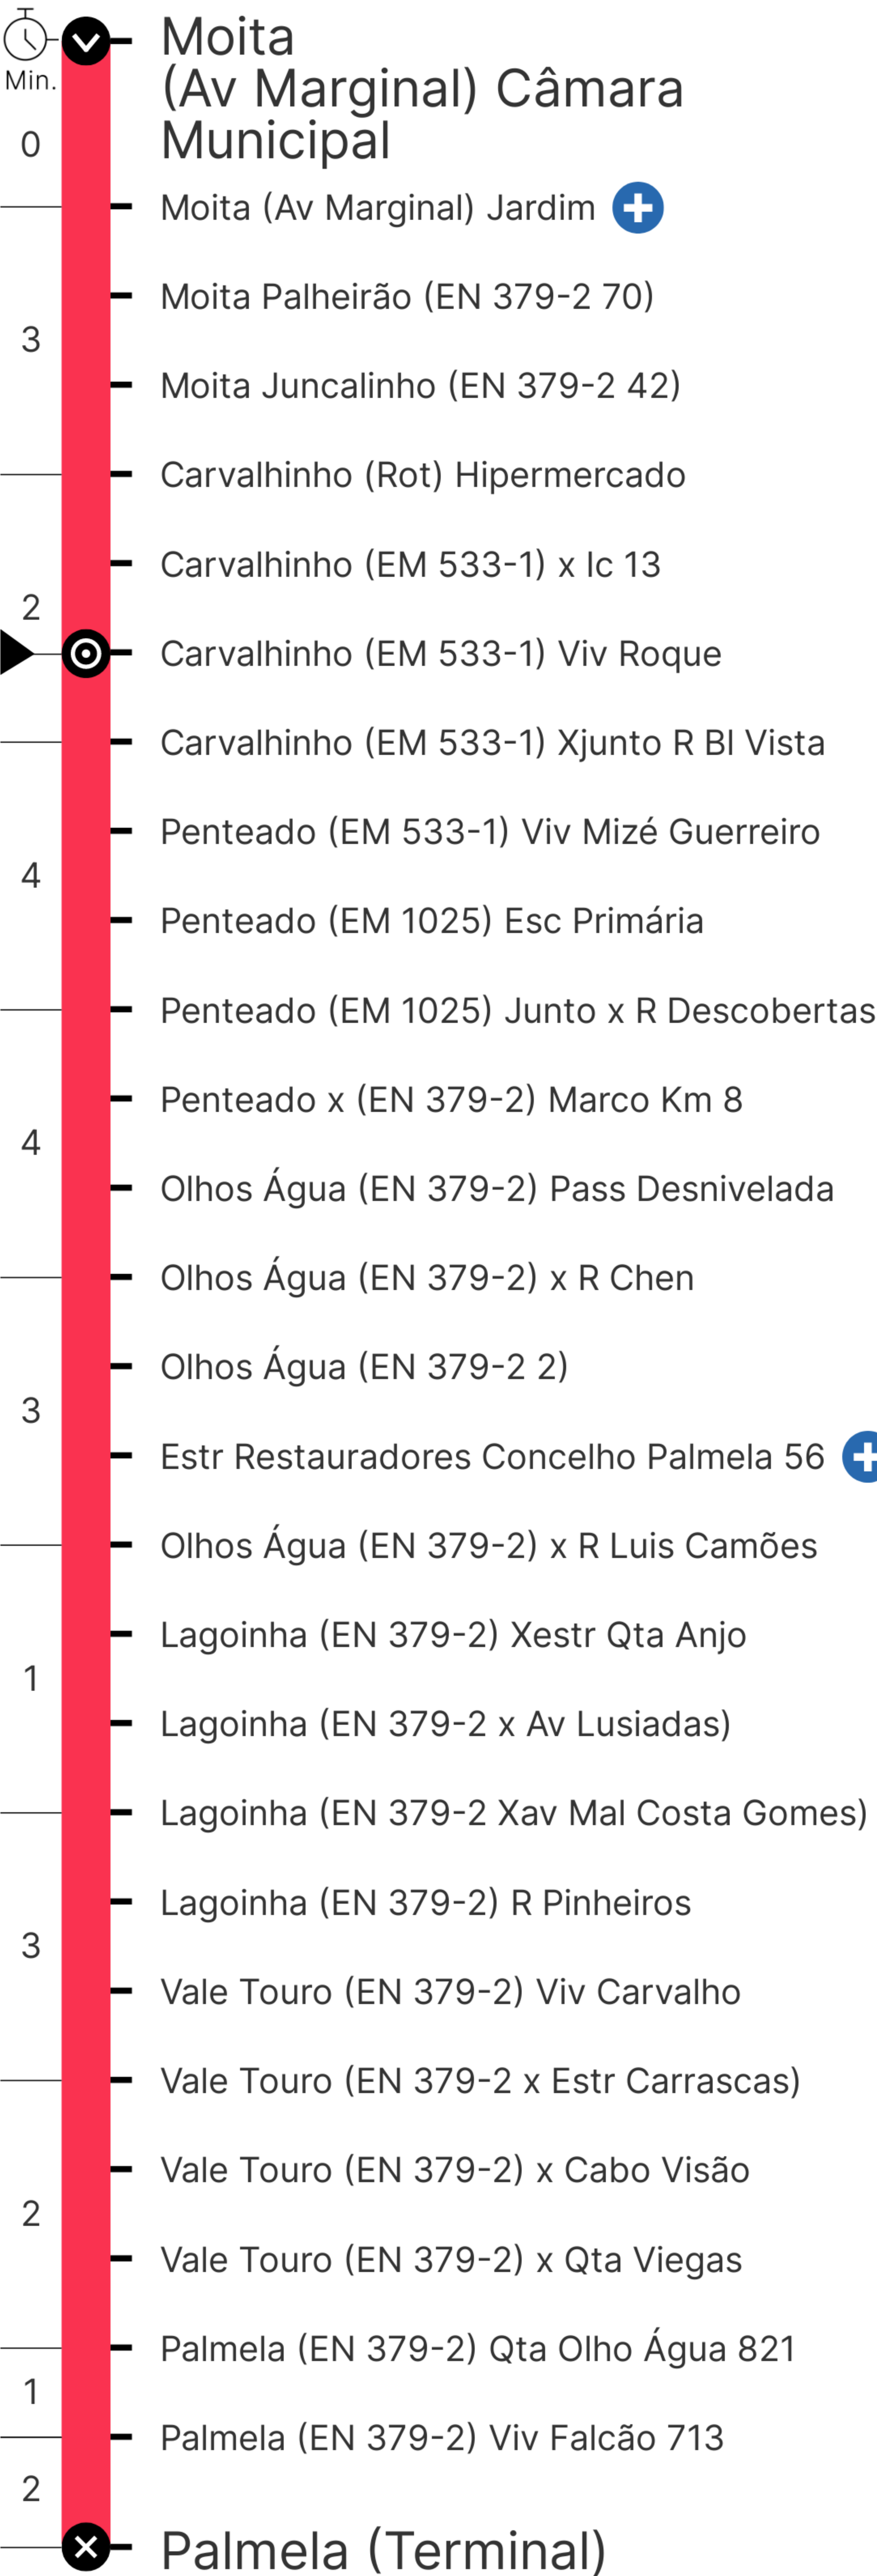 Moita
(Av Marginal) Câmara
Municipal
Min.
0
Moita (Av Marginal) Jardim
Moita Palheirão (EN 379-2 70)
3
Moita Juncalinho (EN 379-2 42)
Carvalhinho (Rot) Hipermercado
Carvalhinho (EM 533-1) x Ic 13
2
Carvalhinho (EM 533-1) Viv Roque
Carvalhinho (EM 533-1) Xjunto R Bl Vista
Penteado (EM 533-1) Viv Mizé Guerreiro
4
Penteado (EM 1025) Esc Primária
Penteado (EM 1025) Junto x R Descobertas
Penteado x (EN 379-2) Marco Km 8
4
Olhos Água (EN 379-2) Pass Desnivelada
Olhos Água (EN 379-2) x R Chen
Olhos Água (EN 379-2 2)
3
Estr Restauradores Concelho Palmela 56
Olhos Água (EN 379-2) x R Luis Camões
Lagoinha (EN 379-2) Xestr Qta Anjo
1
Lagoinha (EN 379-2 x Av Lusiadas)
Lagoinha (EN 379-2 Xav Mal Costa Gomes)
Lagoinha (EN 379-2) R Pinheiros
3
Vale Touro (EN 379-2) Viv Carvalho
Vale Touro (EN 379-2 x Estr Carrascas)
Vale Touro (EN 379-2) x Cabo Visão
2
Vale Touro (EN 379-2) x Qta Viegas
Palmela (EN 379-2) Qta Olho Água 821
1
Palmela (EN 379-2) Viv Falcão 713
2
Palmela (Terminal)